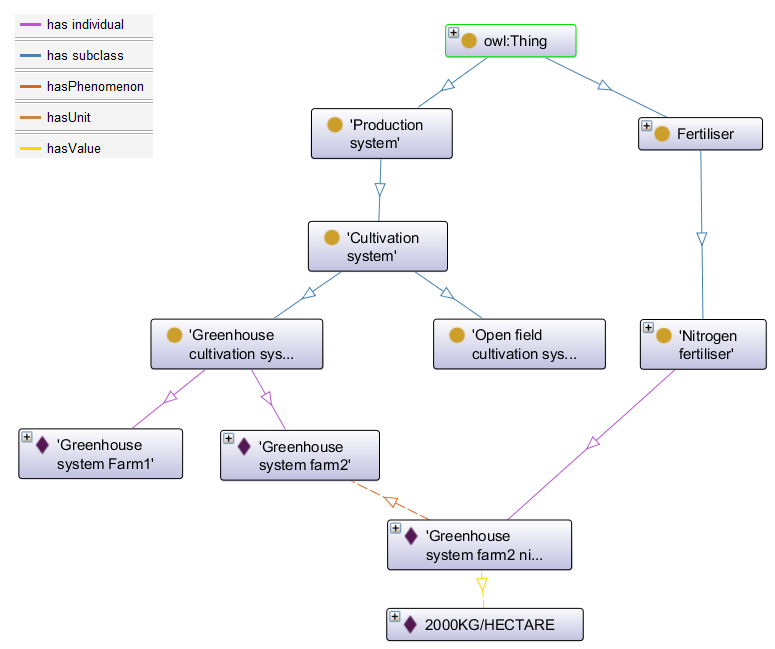 has individual
has subclass
hasPhenomenon
hasUnit
hasValue
owl:Thing
'Production
system'
Fertiliser
'Cultivation
system'
'Greenhouse
cultivation sys...
'Open field
cultivation sys...
'Nitrogen
fertiliser'
'Greenhouse
system Farm1'
'Greenhouse
system farm2'
'Greenhouse
system farm2 ni...
2000KG/HECTARE